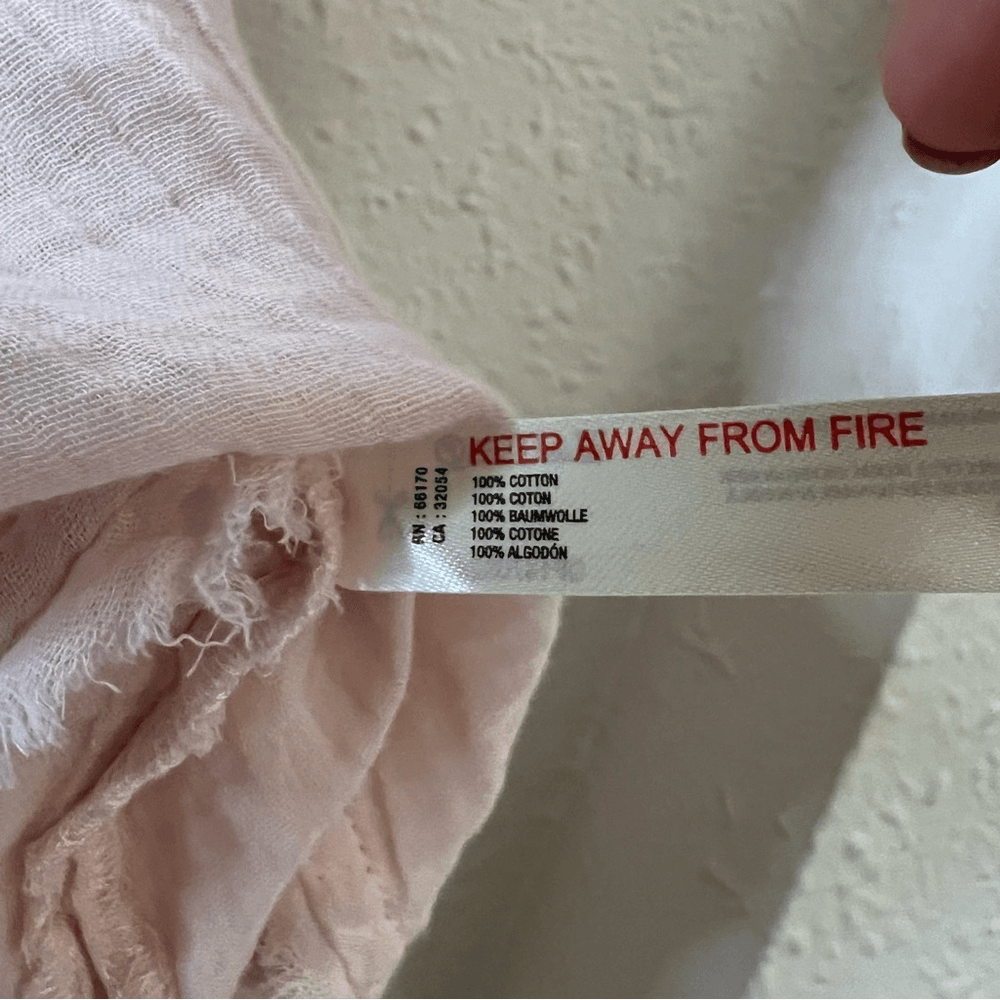 KEEP AWAY FROM FIRE
100% COTTON
100% COTON
100% BAUMWOLLE
100% COTONE
100% ALGODÓN
RN : 66170
CA : 32054